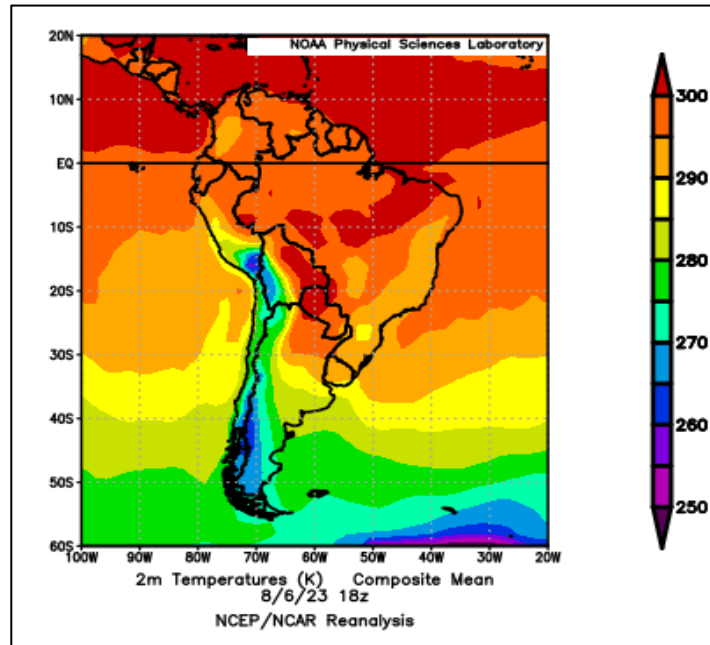 NOAA Physical Sciences Laboratory
20N
10N
EQ
10S
20S
30S
40S
50S
60S
100W 90W 80W 70W 60W 50W 40W 30W 20W
300
290
280
270
260
250
2m Temperatures (K) Composite Mean
8/6/23 18z
NCEP/NCAR Reanalysis